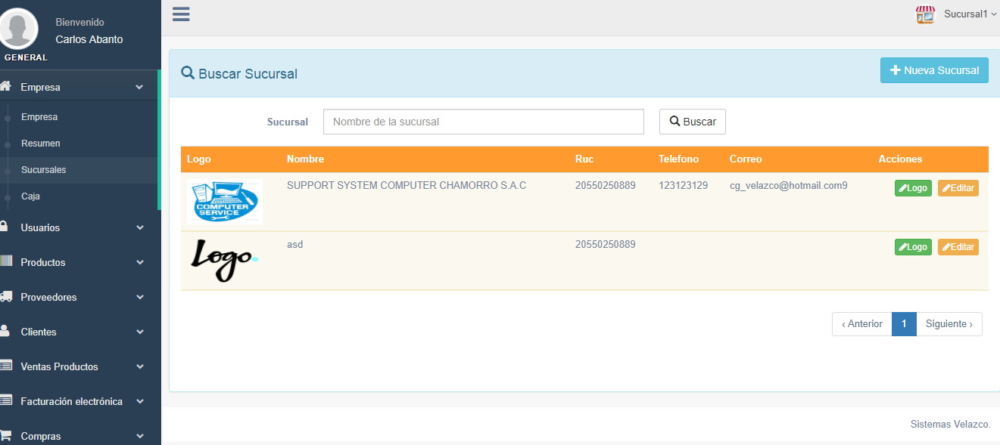 Bienvenido
Carlos Abanto
GENERAL
Empresa
Empresa
Resumen
Sucursales
Caja
Usuarios
Productos
Proveedores
Clientes
Ventas Productos
Facturación electrónica
Compras
Sucursal1
Buscar Sucursal
Nueva Sucursal
Sucursal Nombre de la sucursal Buscar
Logo Nombre Ruc Telefono Correo Acciones
COMPUTER SERVICE SUPPORT SYSTEM COMPUTER CHAMORRO S.A.C 20550250889 123123129 cg_velazco@hotmail.com9 Logo Editar
Logo asd 20550250889 Logo Editar
‹ Anterior 1 Siguiente ›
Sistemas Velazco.